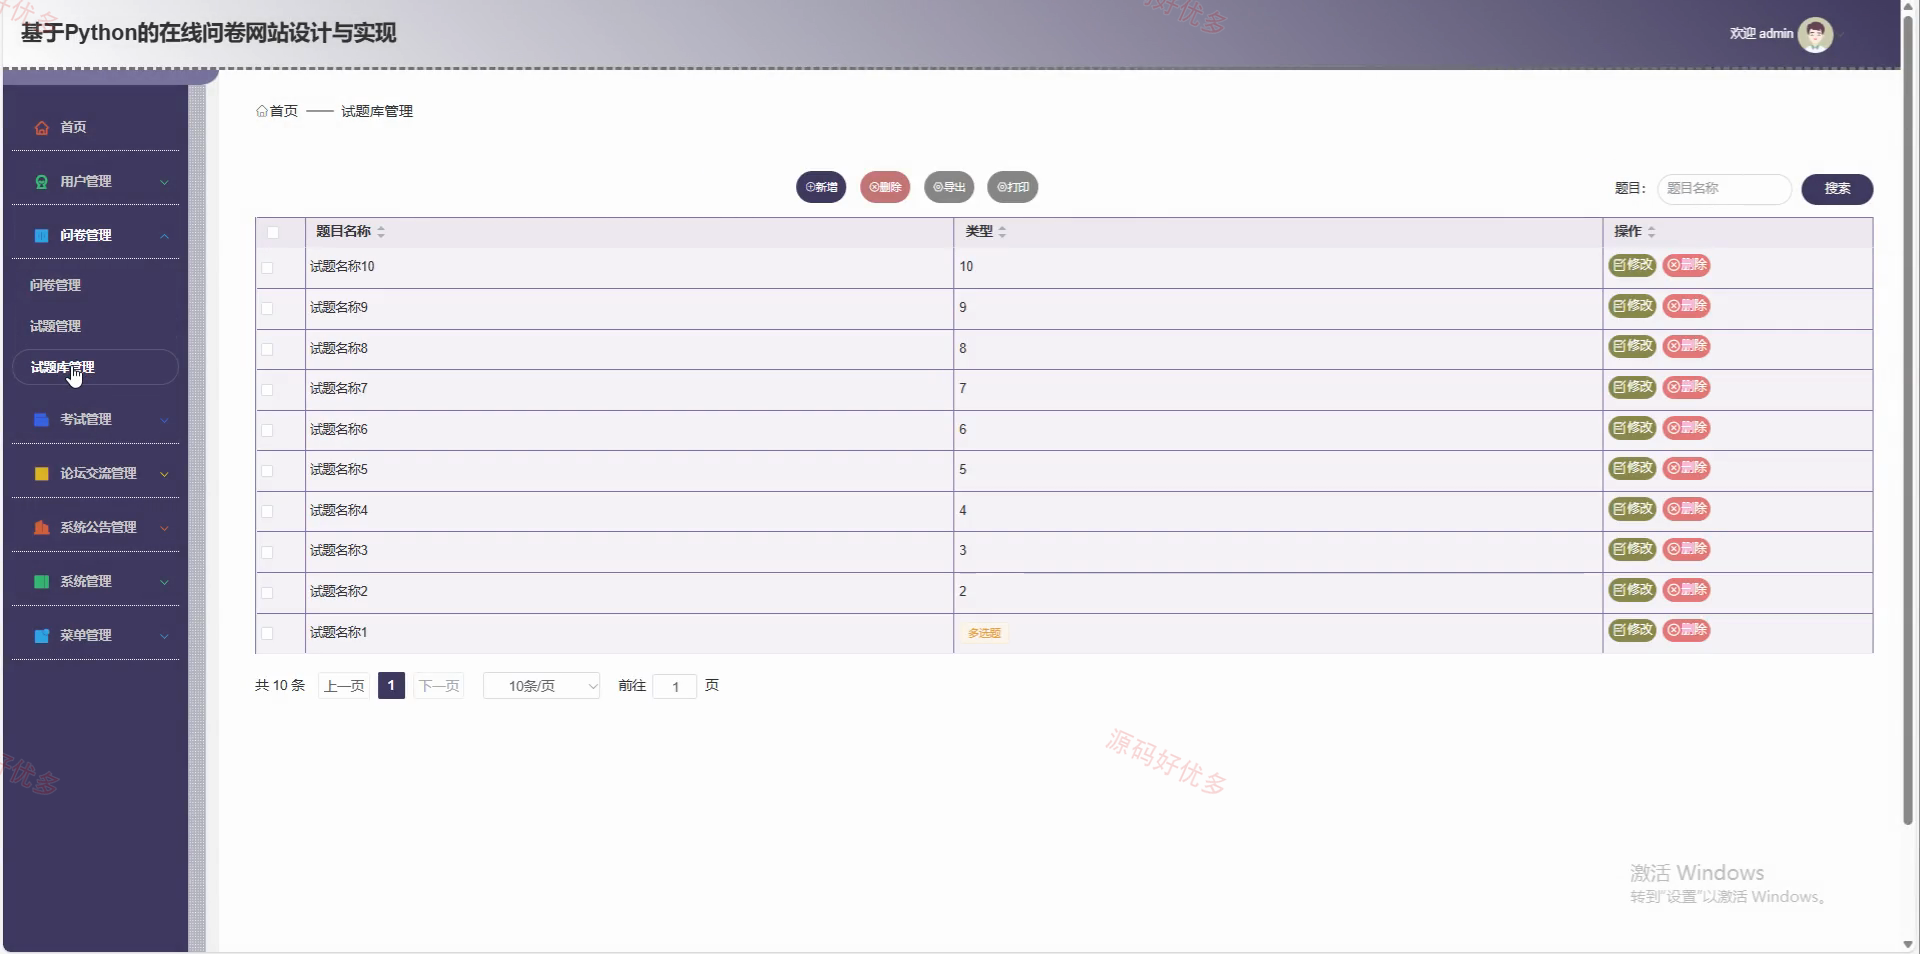 基于Python的在线问卷网站设计与实现
欢迎 admin
首页
用户管理
问卷管理
问卷管理
试题管理
试题库管理
考试管理
论坛交流管理
系统公告管理
系统管理
菜单管理
首页 —— 试题库管理
新增 删除 导出 打印
题目: 题目名称 搜索
题目名称 类型 操作
试题名称10 10 修改 删除
试题名称9 9 修改 删除
试题名称8 8 修改 删除
试题名称7 7 修改 删除
试题名称6 6 修改 删除
试题名称5 5 修改 删除
试题名称4 4 修改 删除
试题名称3 3 修改 删除
试题名称2 2 修改 删除
试题名称1 多选题 修改 删除
共 10 条 上一页 1 下一页 10条/页 前往 1 页
源码好优多
激活 Windows
转到“设置”以激活 Windows。